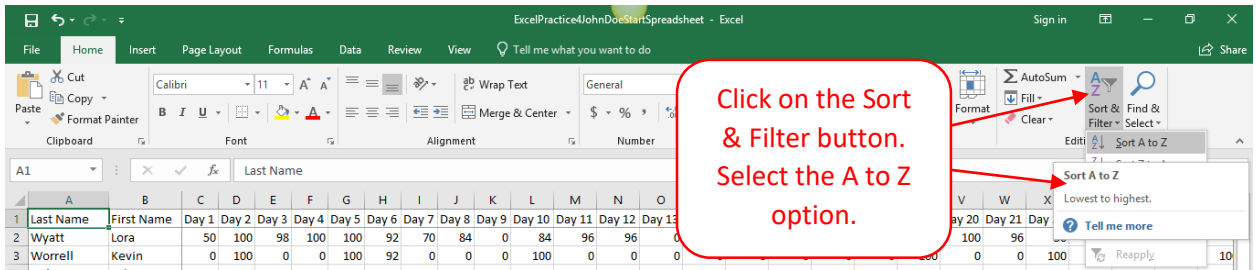 ExcelPractice4JohnDoeStartSpreadsheet - Excel Sign in
File Home Insert Page Layout Formulas Data Review View Tell me what you want to do Share
Cut
Copy
Format Painter
Paste
Calibri 11 A A
B I U A
ab Wrap Text
Merge & Center
General
$ % ,
Format
AutoSum
Fill
Clear
Sort & Filter
Find & Select
Clipboard Font Alignment Number
Click on the Sort
& Filter button.
Select the A to Z
option.
Sort A to Z
Sort A to Z
Lowest to highest.
Tell me more
Reapply
A1 fx Last Name
A B C D E F G H I J K L M N O V W X
1 Last Name First Name Day 1 Day 2 Day 3 Day 4 Day 5 Day 6 Day 7 Day 8 Day 9 Day 10 Day 11 Day 12 Day 13 Day 21
2 Wyatt Lora 50 100 98 100 100 92 70 84 0 84 96 96 100 96
3 Worrell Kevin 0 100 0 0 100 92 0 0 0 100 0 0 0 0 100